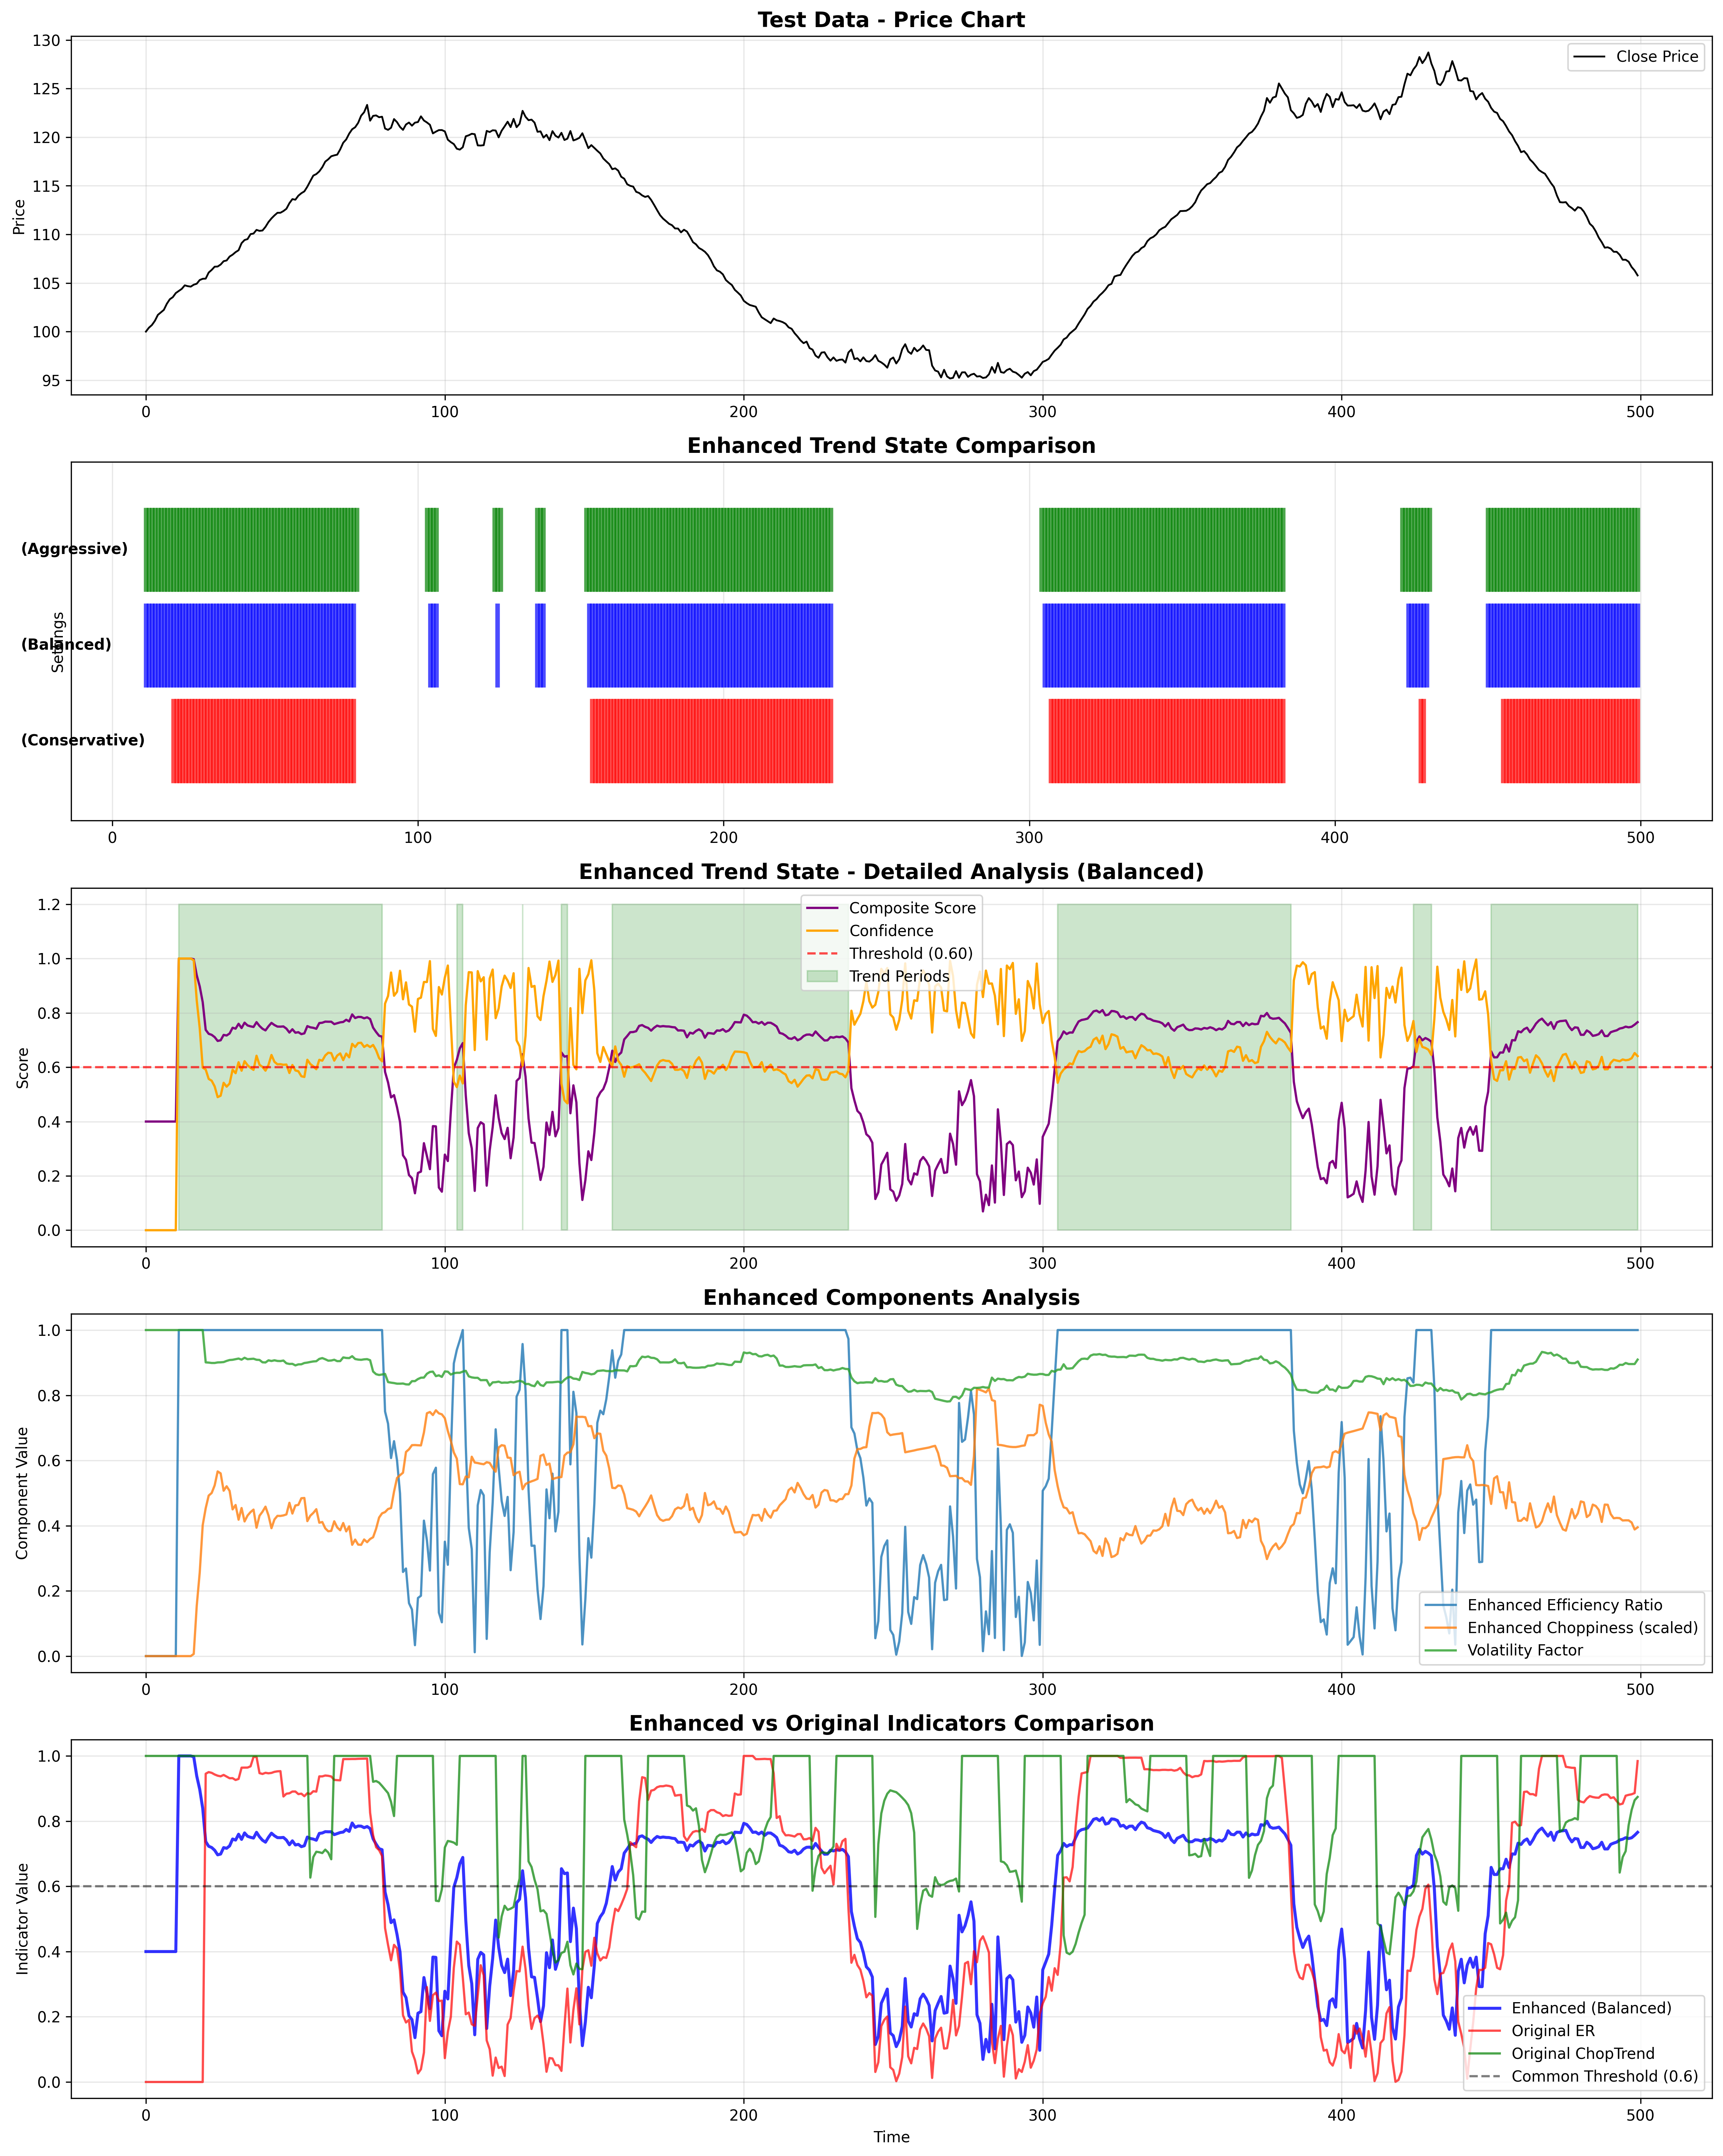 Test Data - Price Chart
130
125
120
115
110
105
100
95
Price
Close Price
0 100 200 300 400 500
Enhanced Trend State Comparison
(Aggressive)
(Balanced)
(Conservative)
Settings
0 100 200 300 400 500
Enhanced Trend State - Detailed Analysis (Balanced)
1.2
1.0
0.8
0.6
0.4
0.2
0.0
Score
Composite Score
Confidence
Threshold (0.60)
Trend Periods
0 100 200 300 400 500
Enhanced Components Analysis
1.0
0.8
0.6
0.4
0.2
0.0
Component Value
Enhanced Efficiency Ratio
Enhanced Choppiness (scaled)
Volatility Factor
0 100 200 300 400 500
Enhanced vs Original Indicators Comparison
1.0
0.8
0.6
0.4
0.2
0.0
Indicator Value
Enhanced (Balanced)
Original ER
Original ChopTrend
Common Threshold (0.6)
0 100 200 300 400 500
Time